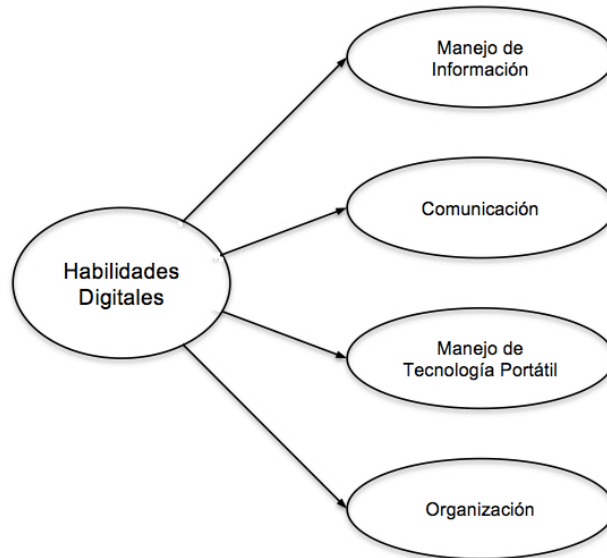 Manejo de
Información
Comunicación
Habilidades
Digitales
Manejo de
Tecnología Portátil
Organización